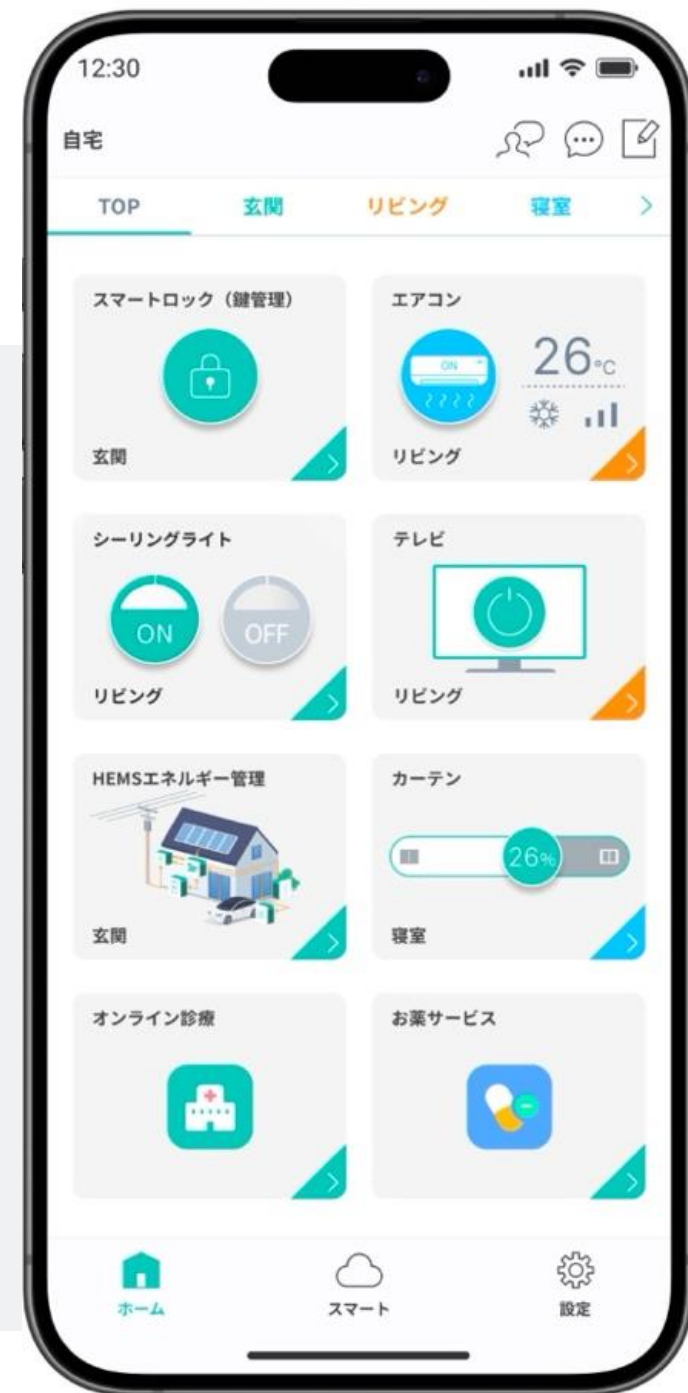 12:30
自宅
TOP 玄関 リビング 寝室
スマートロック（鍵管理）
玄関
エアコン
ON
26℃
リビング
シーリングライト
ON OFF
リビング
テレビ
リビング
HEMSエネルギー管理
玄関
カーテン
26%
寝室
オンライン診療
お薬サービス
ホーム スマート 設定